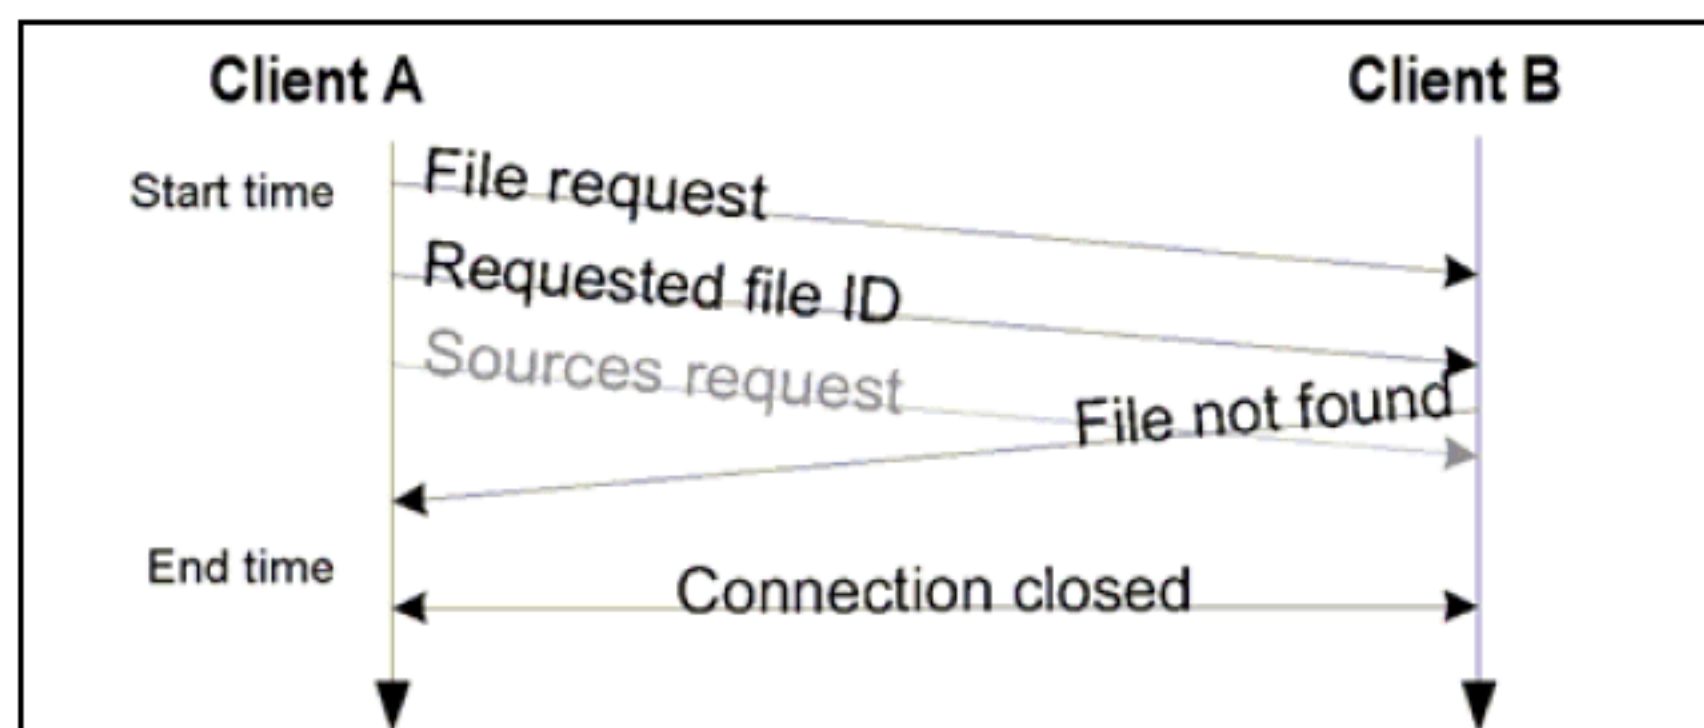 Client A
Client B
Start time
File request
Requested file ID
Sources request
File not found
End time
Connection closed